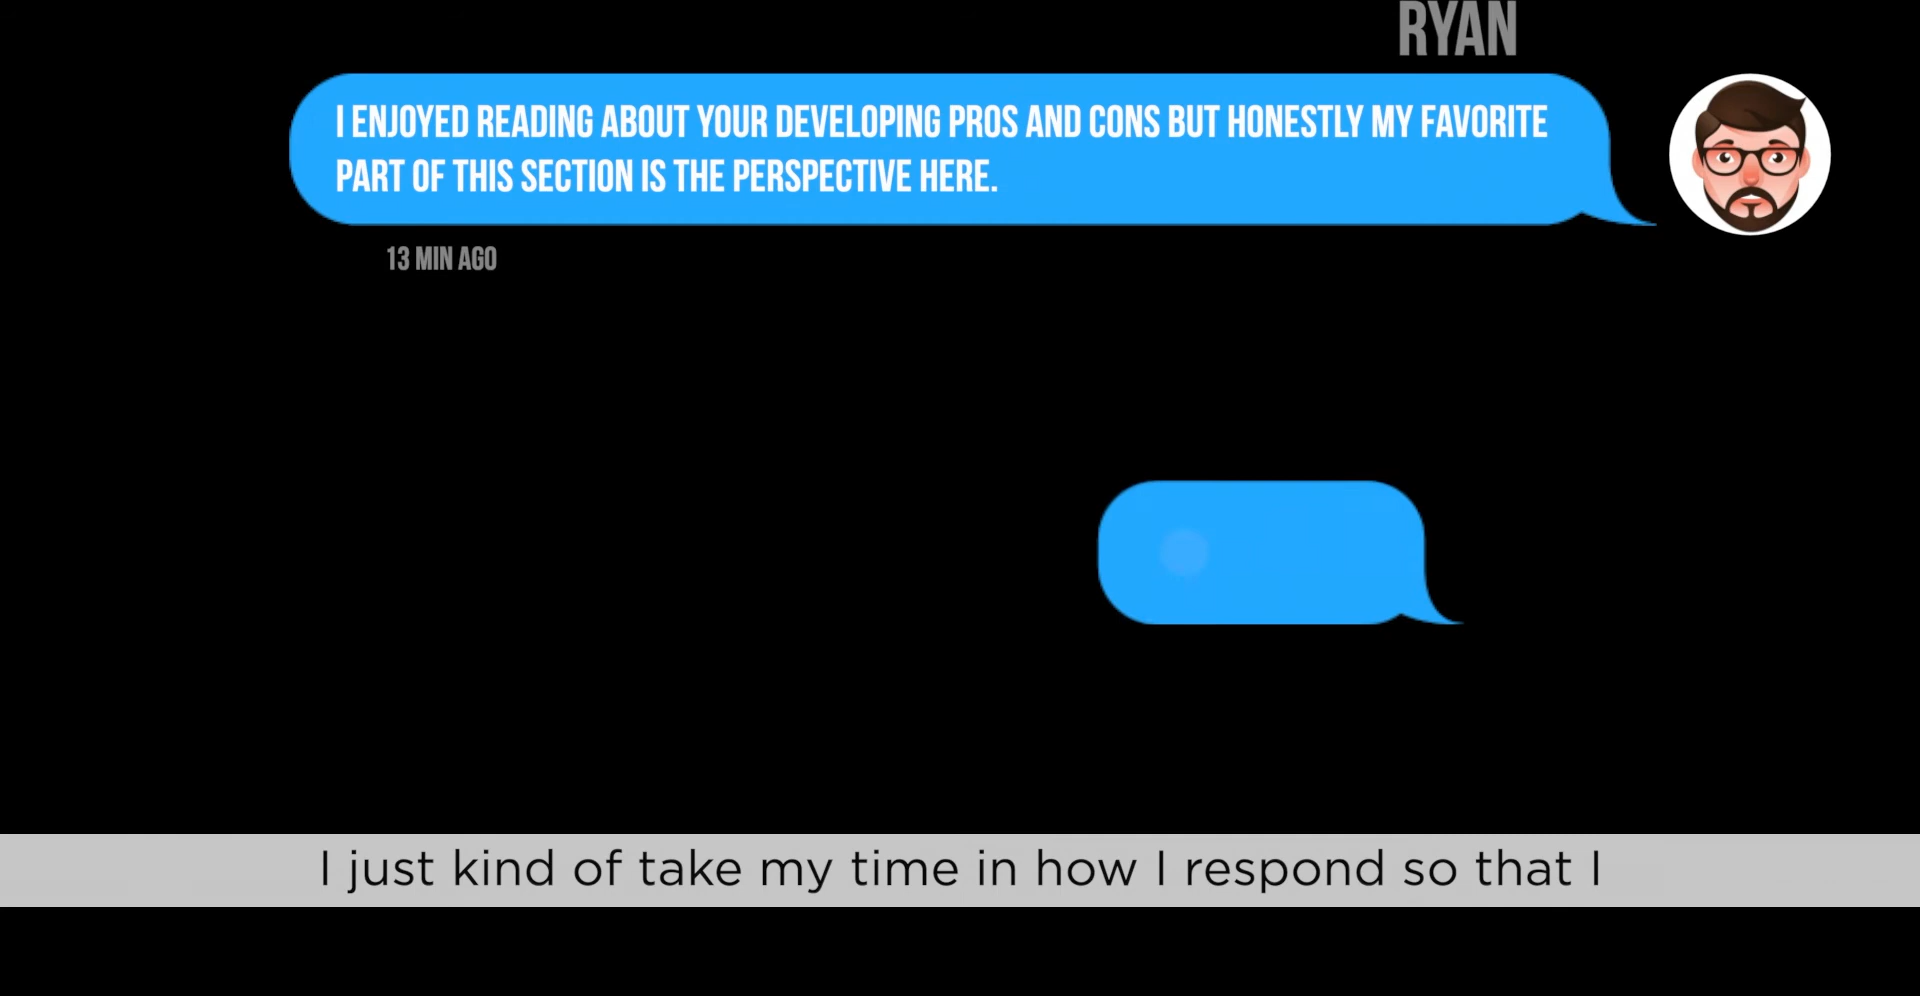 RYAN
I ENJOYED READING ABOUT YOUR DEVELOPING PROS AND CONS BUT HONESTLY MY FAVORITE
PART OF THIS SECTION IS THE PERSPECTIVE HERE.
13 MIN AGO
I just kind of take my time in how I respond so that I